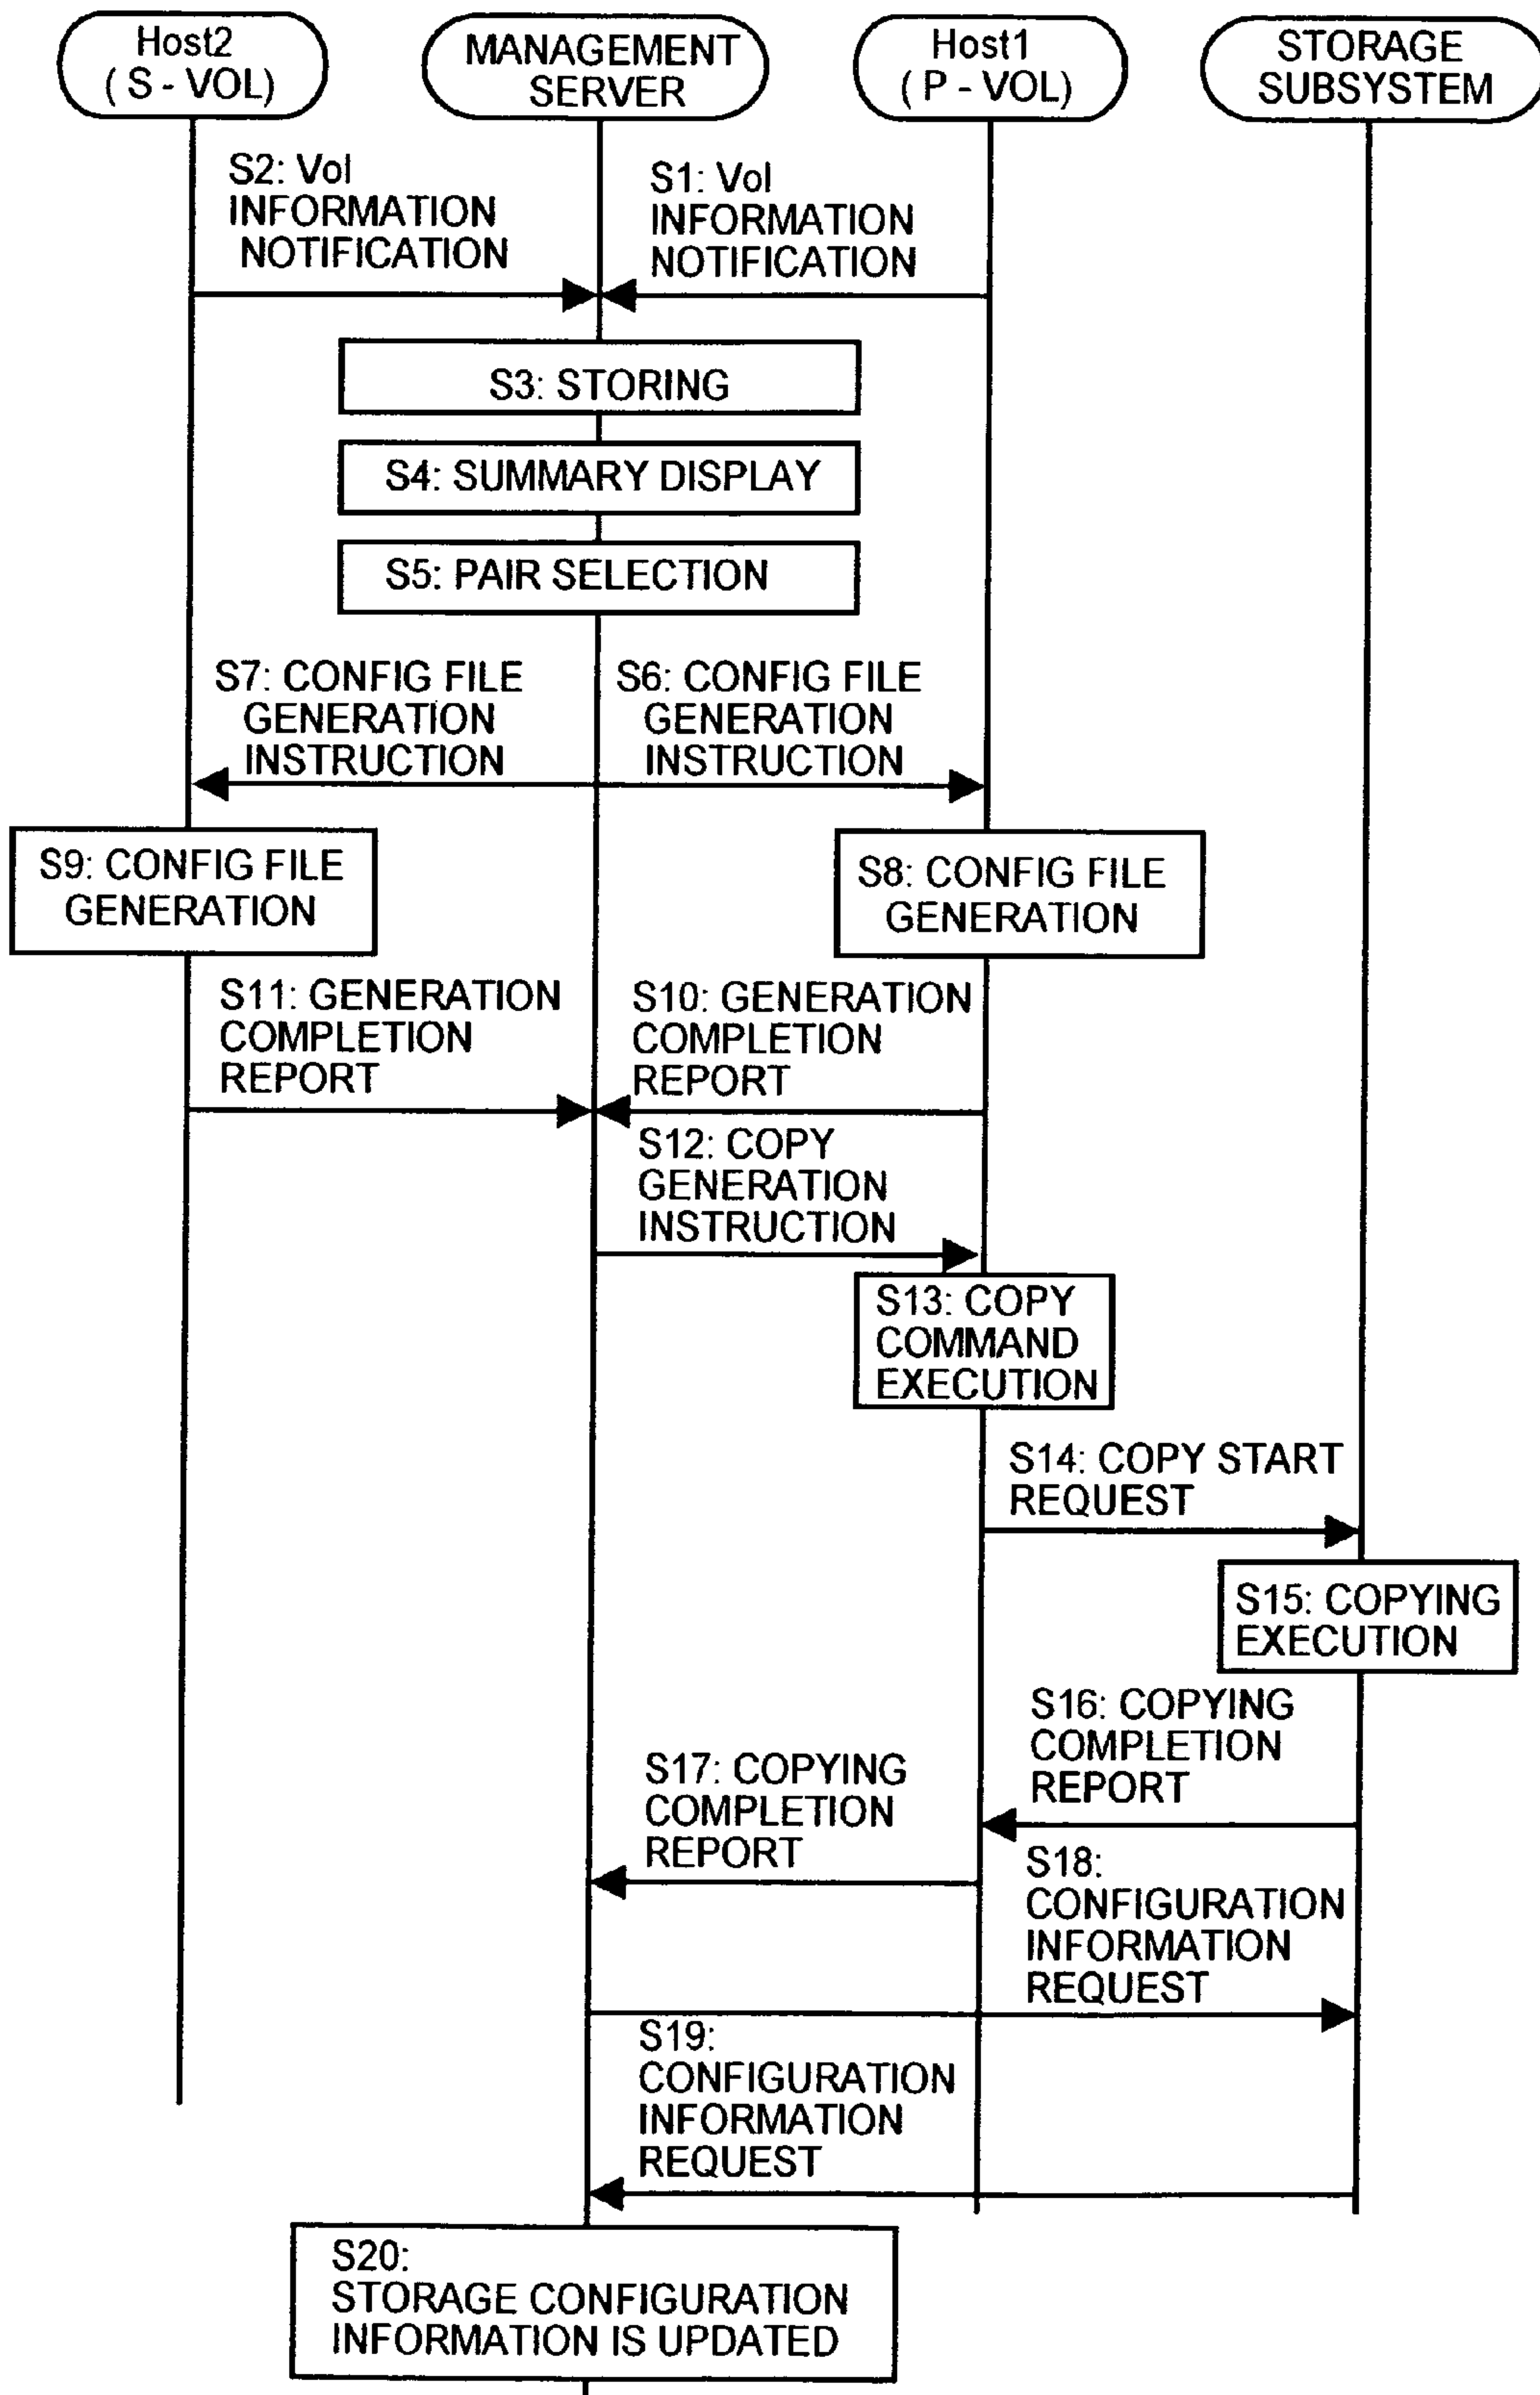 Host2
( S - VOL)
MANAGEMENT
SERVER
Host1
( P - VOL)
STORAGE
SUBSYSTEM
S2: Vol
INFORMATION
NOTIFICATION
S1: Vol
INFORMATION
NOTIFICATION
S3: STORING
S4: SUMMARY DISPLAY
S5: PAIR SELECTION
S7: CONFIG FILE
GENERATION
INSTRUCTION
S6: CONFIG FILE
GENERATION
INSTRUCTION
S9: CONFIG FILE
GENERATION
S8: CONFIG FILE
GENERATION
S11: GENERATION
COMPLETION
REPORT
S10: GENERATION
COMPLETION
REPORT
S12: COPY
GENERATION
INSTRUCTION
S13: COPY
COMMAND
EXECUTION
S14: COPY START
REQUEST
S15: COPYING
EXECUTION
S16: COPYING
COMPLETION
REPORT
S17: COPYING
COMPLETION
REPORT
S18:
CONFIGURATION
INFORMATION
REQUEST
S19:
CONFIGURATION
INFORMATION
REQUEST
S20:
STORAGE CONFIGURATION
INFORMATION IS UPDATED